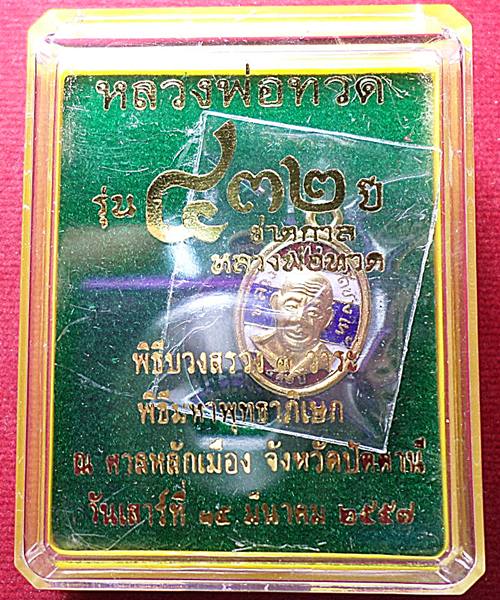 หลวงพ่อทวด
รุ่น ๔๓๒ ปี
ชาตกาล
หลวงพ่อทวด
พิธีบวงสรวง ๓ วาระ
พิธีมหาพุทธาภิเษก
ณ ศาลหลักเมือง จังหวัดปัตตานี
วันเสาร์ที่ ๑๕ มีนาคม ๒๕๕๗